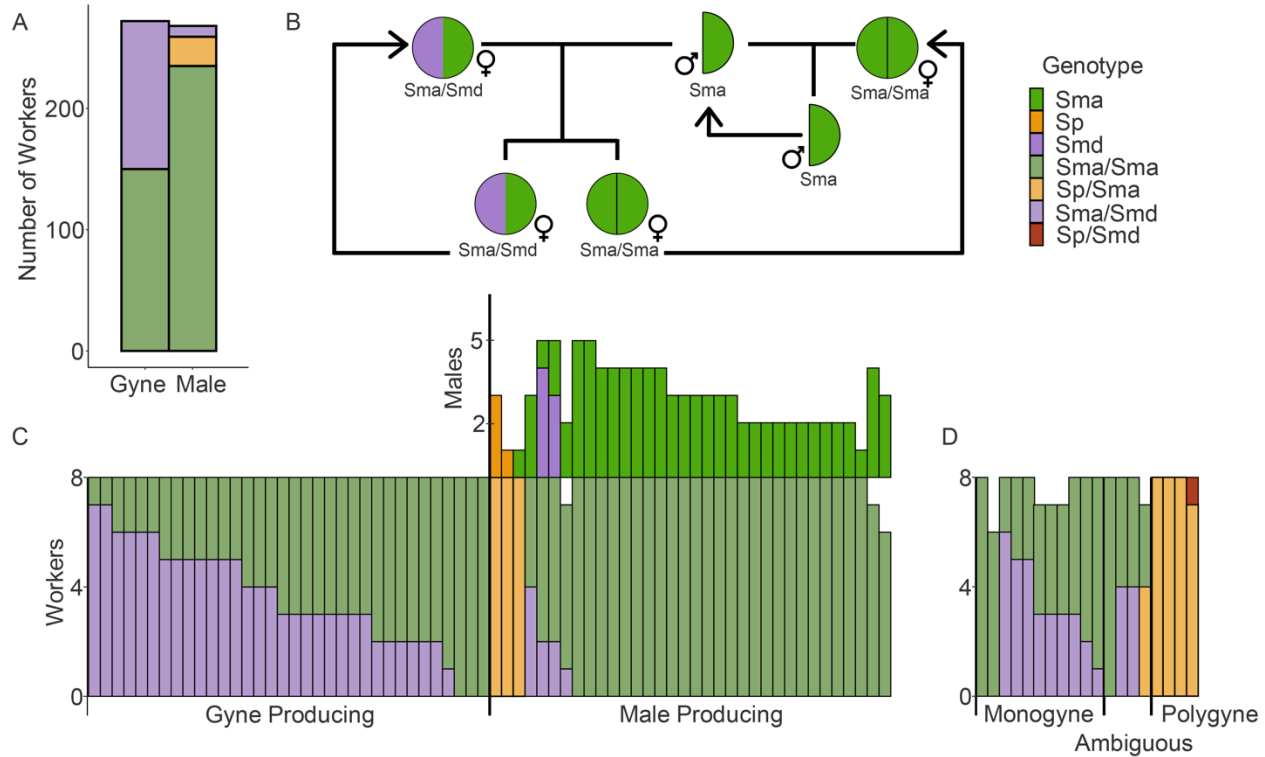 A
Number of Workers
200
100
0
Gyne Male
B
♀
Sma/Smd
♂
Sma
♀
Sma/Sma
♂
Sma
♀
Sma/Smd
♀
Sma/Sma
Genotype
Sma
Sp
Smd
Sma/Sma
Sp/Sma
Sma/Smd
Sp/Smd
C
Males
5
2
Workers
8
4
0
Gyne Producing
Male Producing
D
8
4
0
Monogyne
Polygyne
Ambiguous